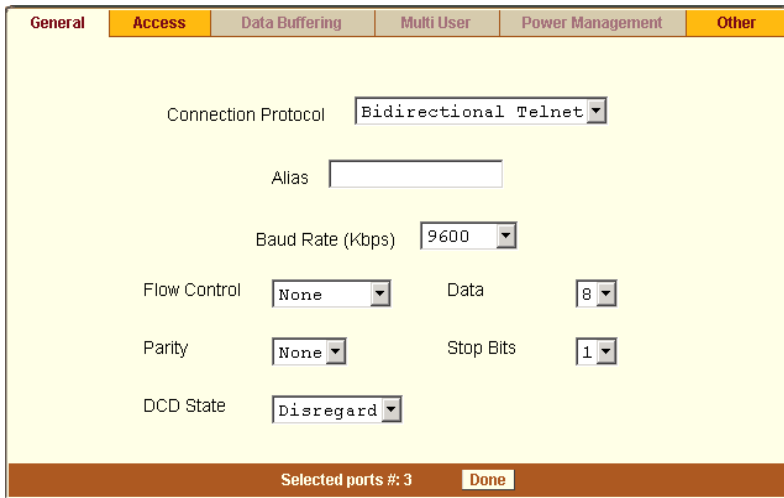 General Access Data Buffering Multi User Power Management Other
Connection Protocol Bidirectional Telnet
Alias
Baud Rate (Kbps) 9600
Flow Control None Data 8
Parity None Stop Bits 1
DCD State Disregard
Selected ports #: 3 Done